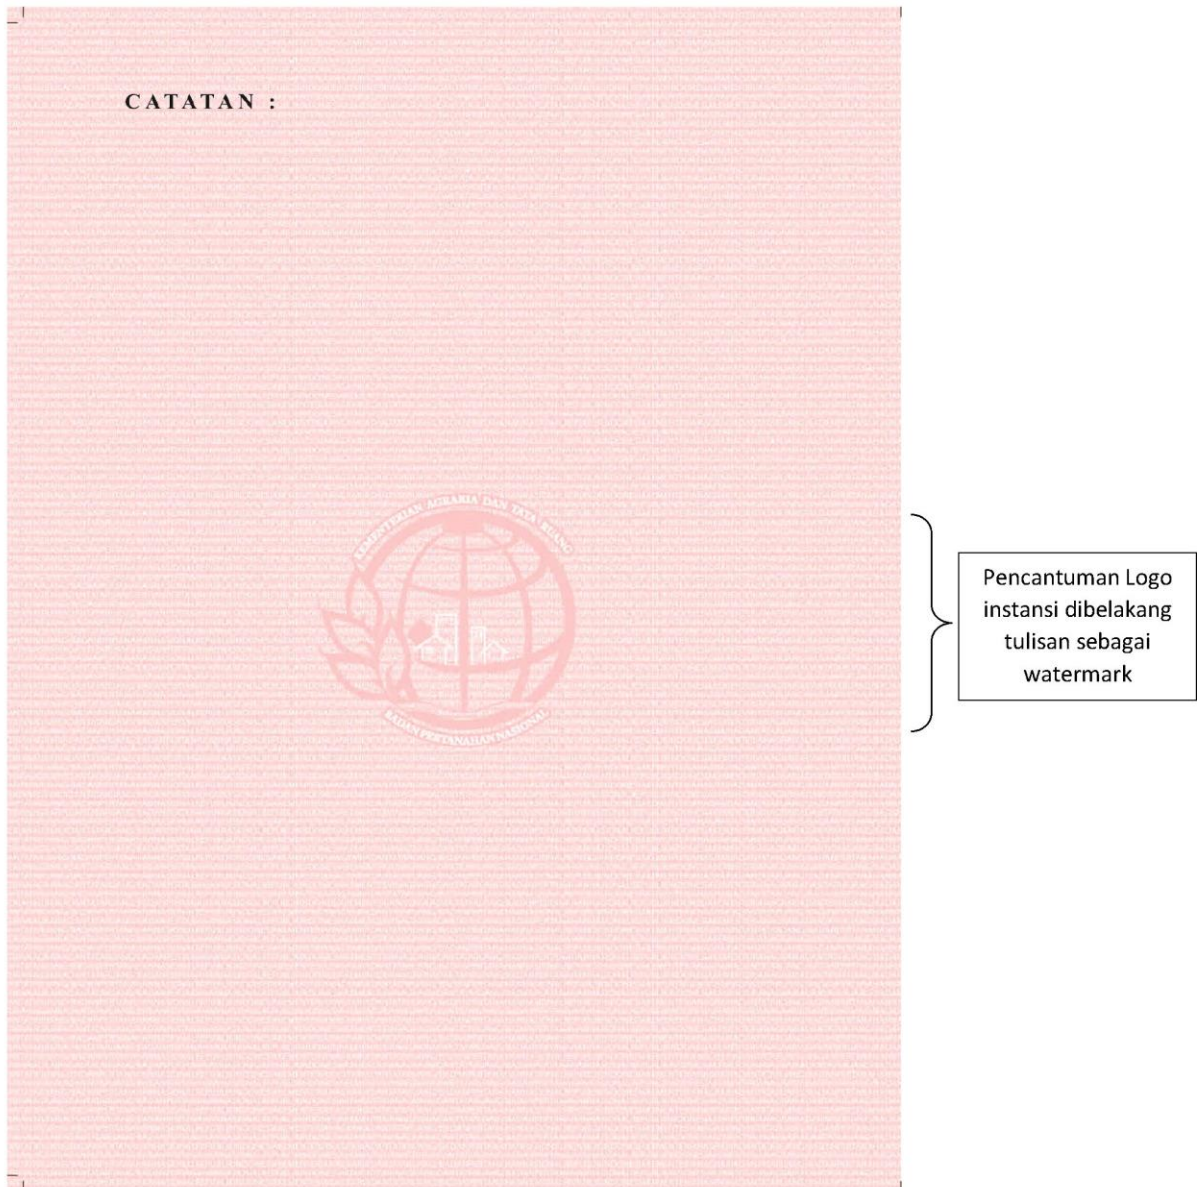 CATATAN :
KEMENTERIAN AGRARIA DAN TATA RUANG
BADAN PERTANAHAN NASIONAL
Pencantuman Logo
instansi dibelakang
tulisan sebagai
watermark